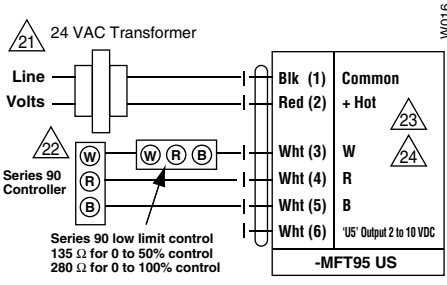 W016
21 24 VAC Transformer
Line
Volts
Blk (1) Common
Red (2) + Hot
23
22
W W R B Wht (3) W
24
Series 90
Controller
R Wht (4) R
B Wht (5) B
Wht (6) 'U5' Output 2 to 10 VDC
Series 90 low limit control
135 Ω for 0 to 50% control
280 Ω for 0 to 100% control
-MFT95 US